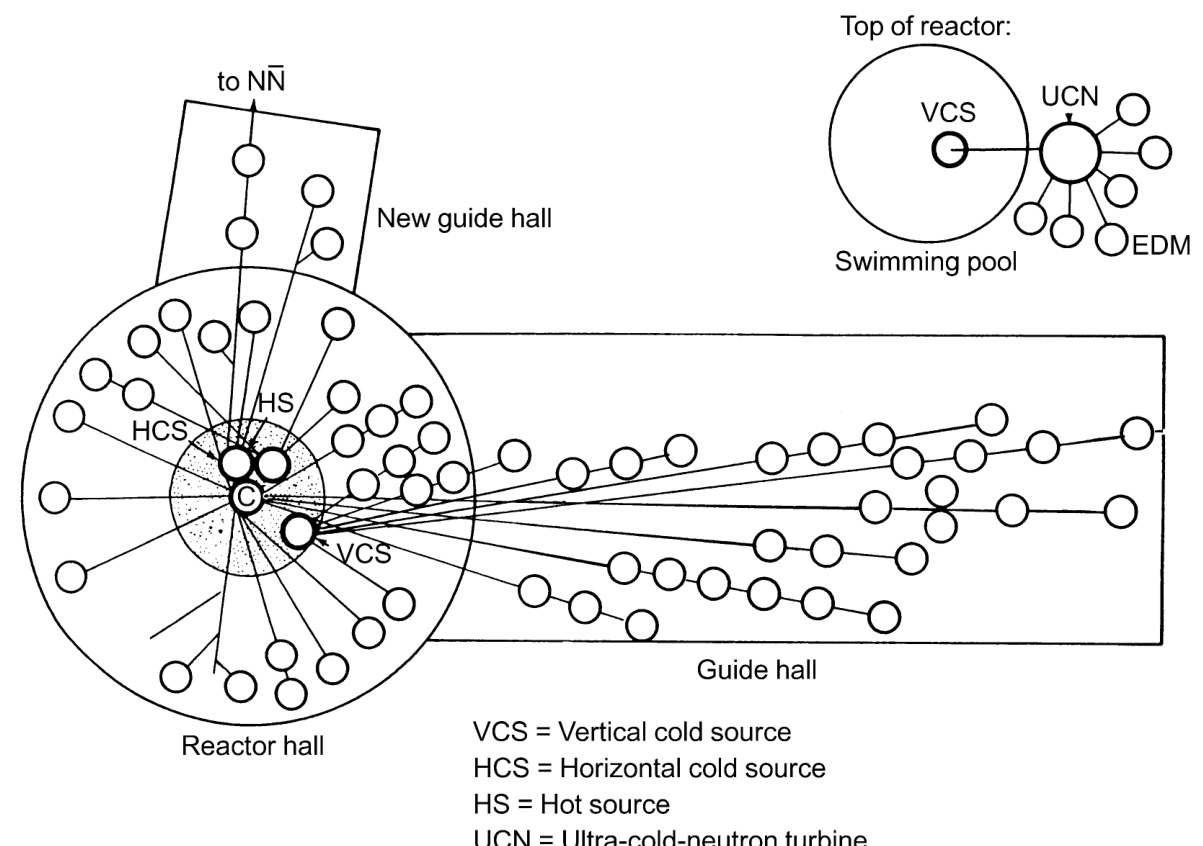 Top of reactor:
to NN̅
VCS
UCN
New guide hall
EDM
Swimming pool
HS
HCS
C
VCS
Guide hall
Reactor hall
VCS = Vertical cold source
HCS = Horizontal cold source
HS = Hot source
UCN = Ultra-cold-neutron turbine